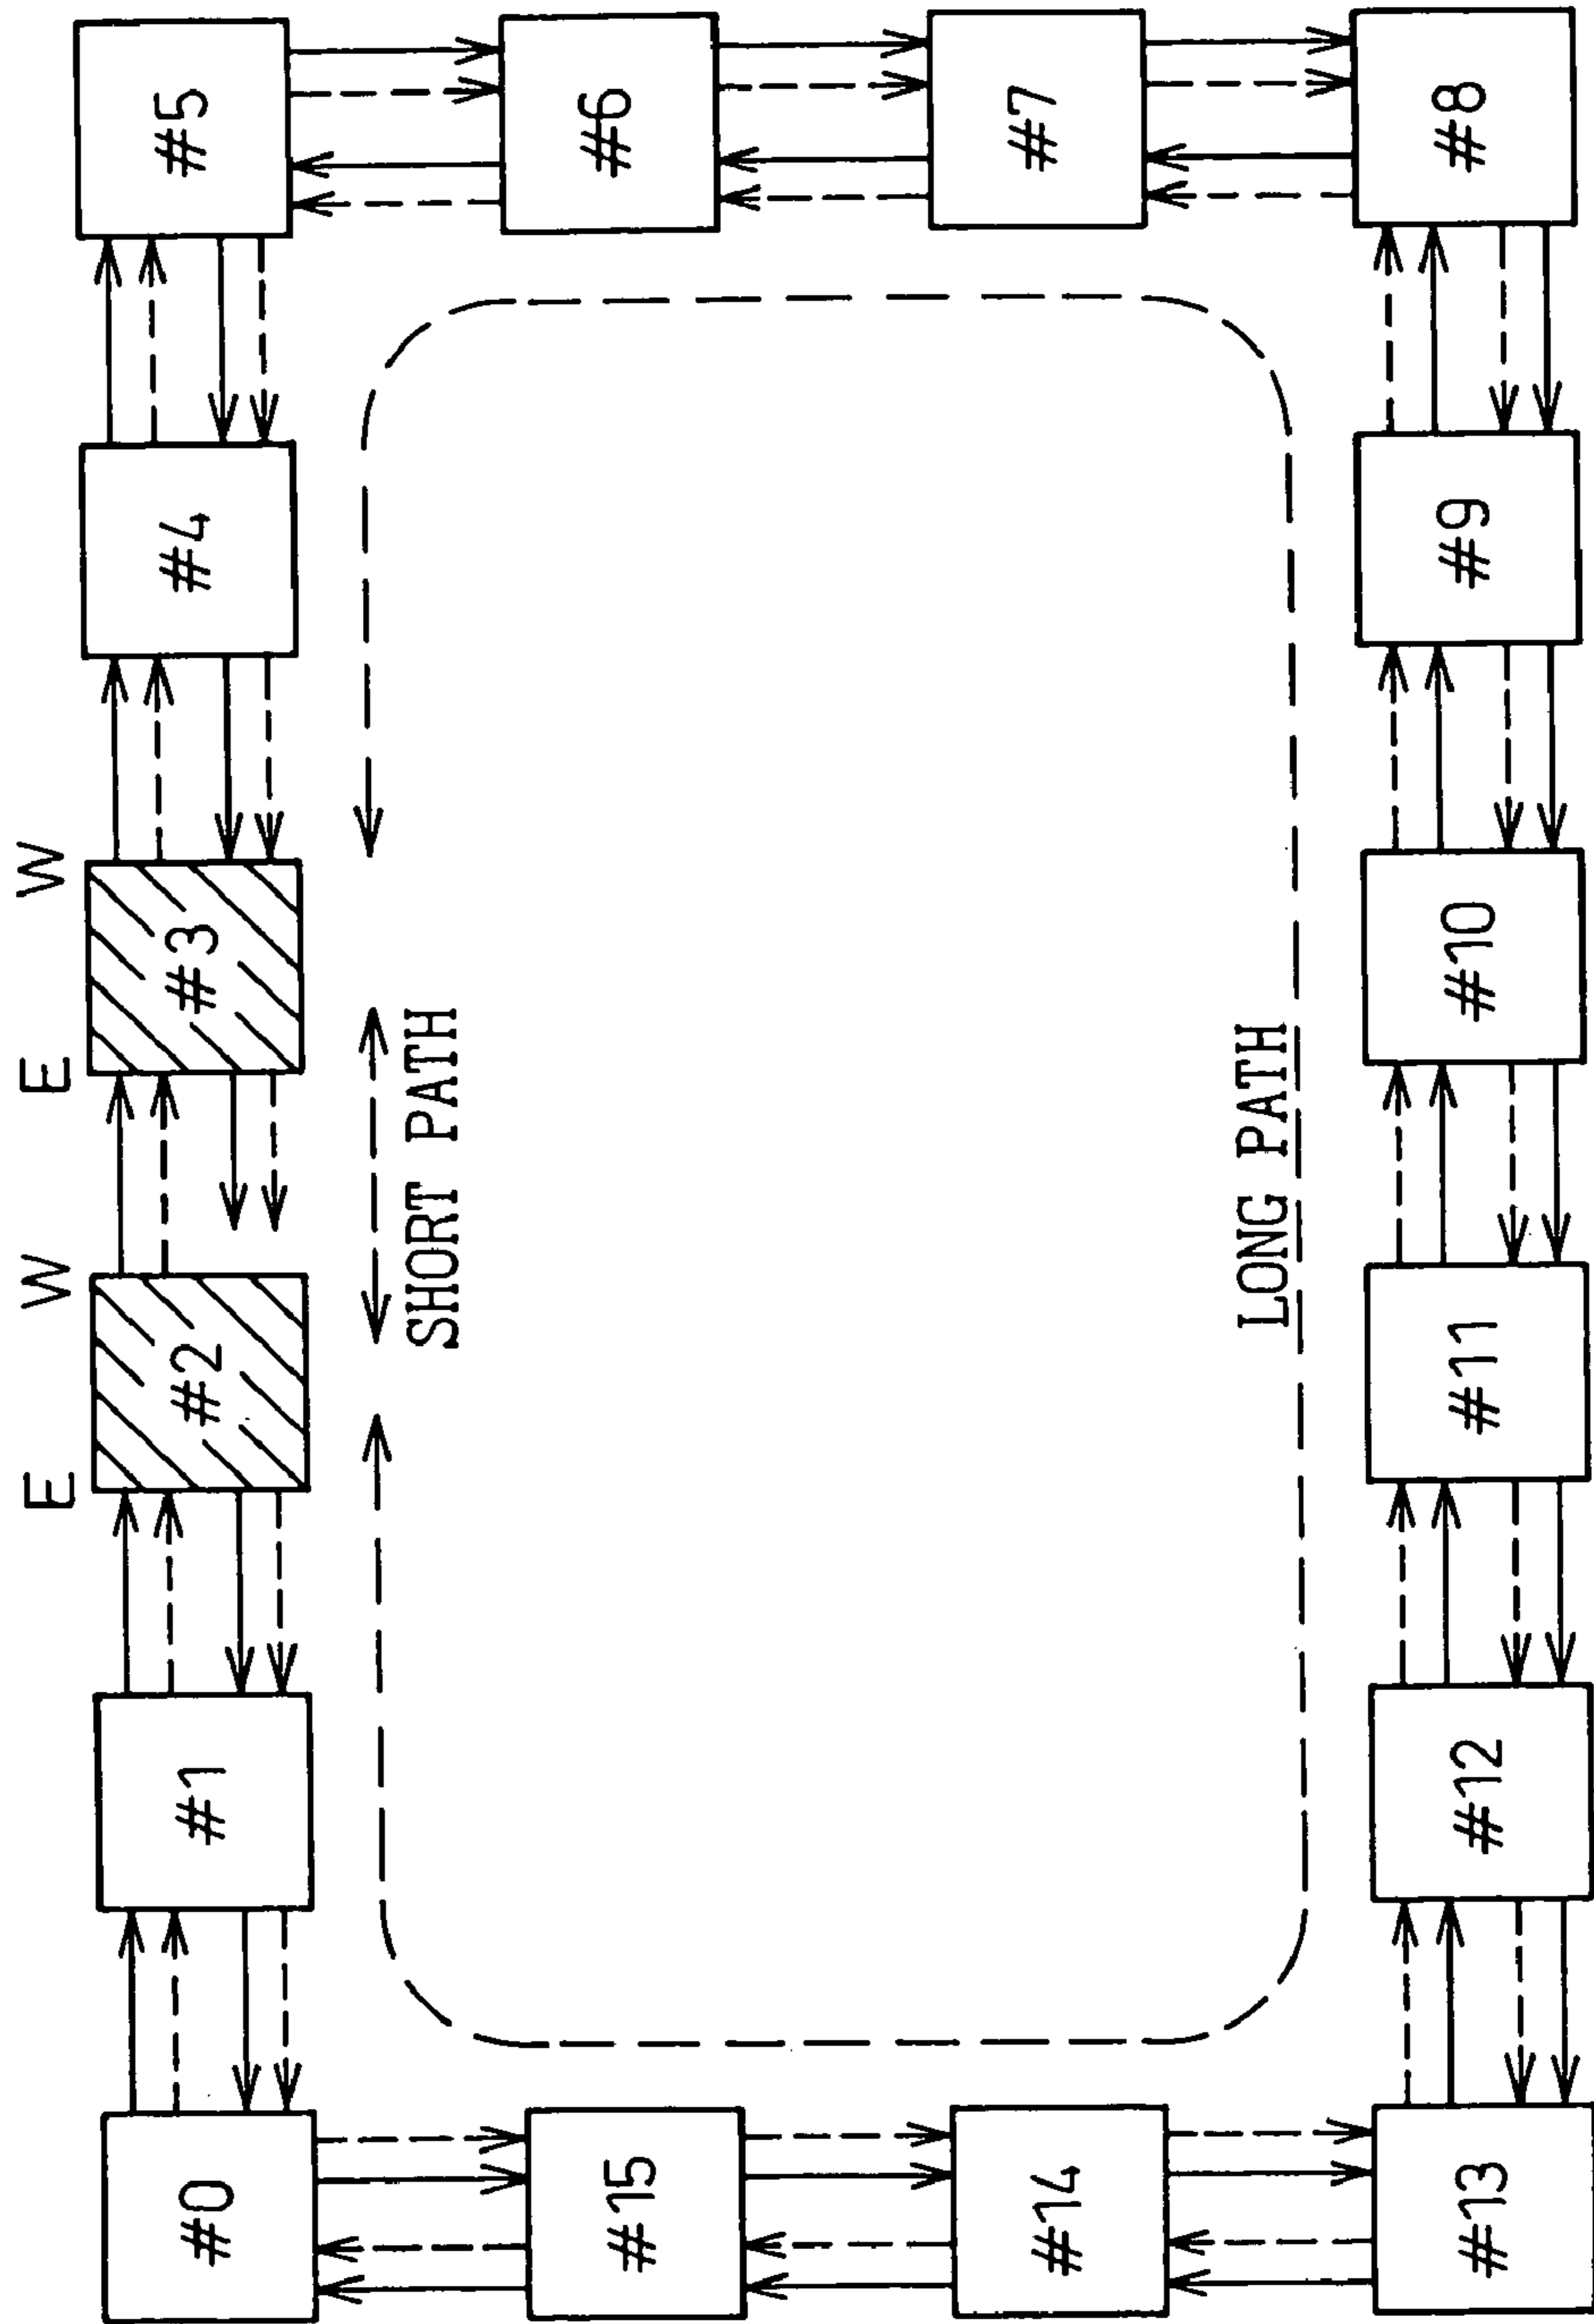 E W E W
#0 #1 #2 #3 #4 #5
SHORT PATH
#15 #6
#14 #7
LONG PATH
#13 #12 #11 #10 #9 #8